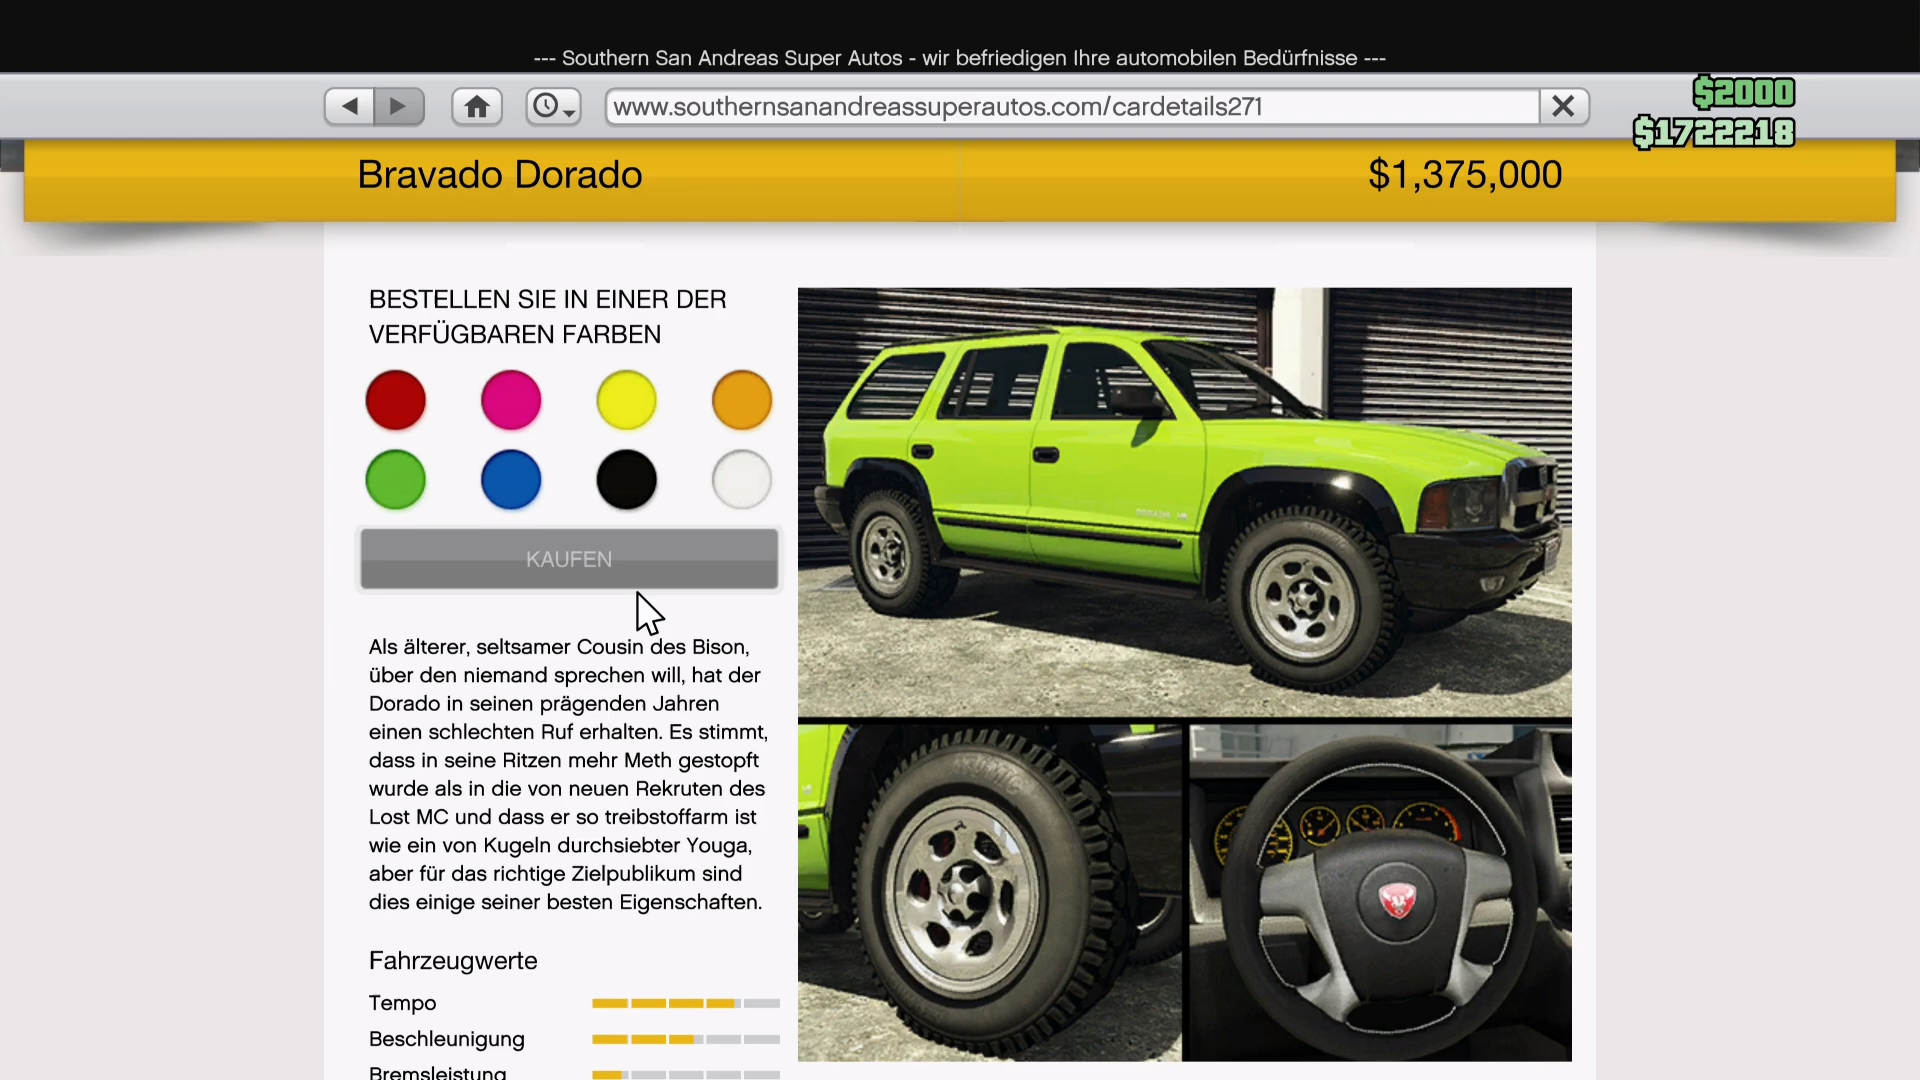 --- Southern San Andreas Super Autos - wir befriedigen Ihre automobilen Bedürfnisse ---
www.southernsanandreassuperautos.com/cardetails271
$2000
$1722218
Bravado Dorado
$1,375,000
BESTELLEN SIE IN EINER DER
VERFÜGBAREN FARBEN
KAUFEN
Als älterer, seltsamer Cousin des Bison,
über den niemand sprechen will, hat der
Dorado in seinen prägenden Jahren
einen schlechten Ruf erhalten. Es stimmt,
dass in seine Ritzen mehr Meth gestopft
wurde als in die von neuen Rekruten des
Lost MC und dass er so treibstoffarm ist
wie ein von Kugeln durchsiebter Youga,
aber für das richtige Zielpublikum sind
dies einige seiner besten Eigenschaften.
Fahrzeugwerte
Tempo
Beschleunigung
Bremsleistung